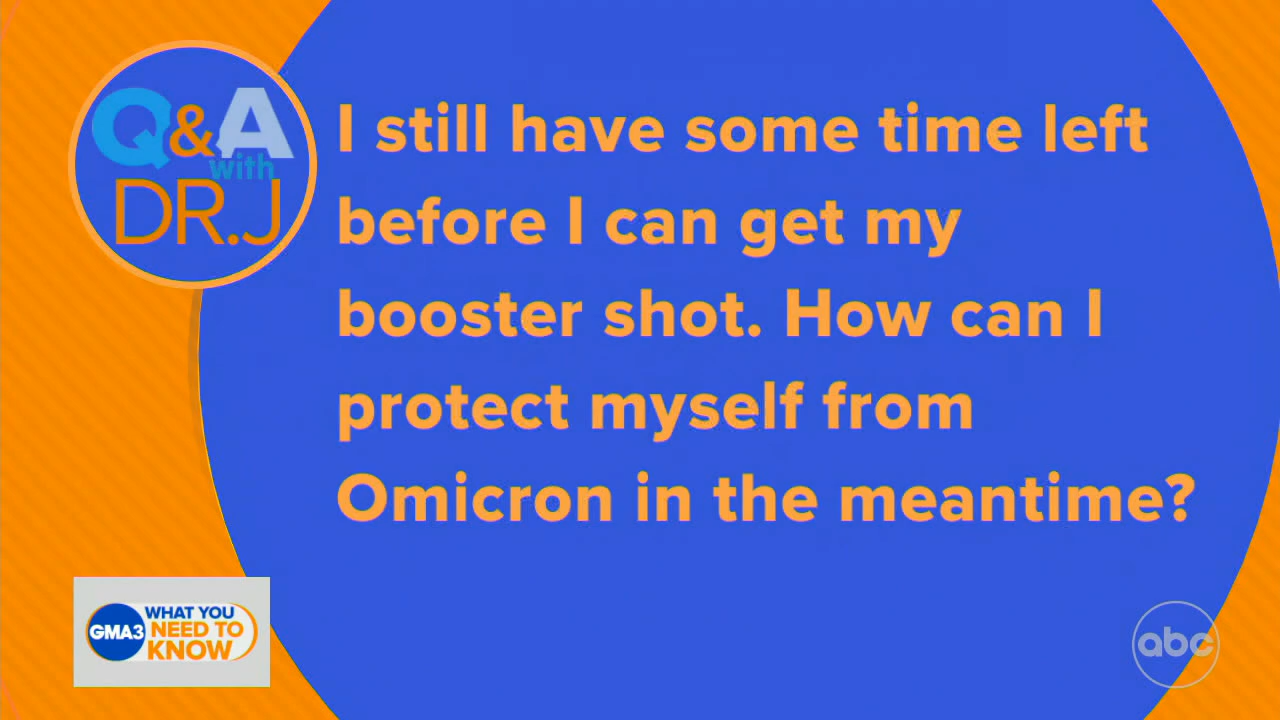 Q&A
with
DR.J
I still have some time left
before I can get my
booster shot. How can I
protect myself from
Omicron in the meantime?
GMA3
WHAT YOU
NEED TO
KNOW
abc